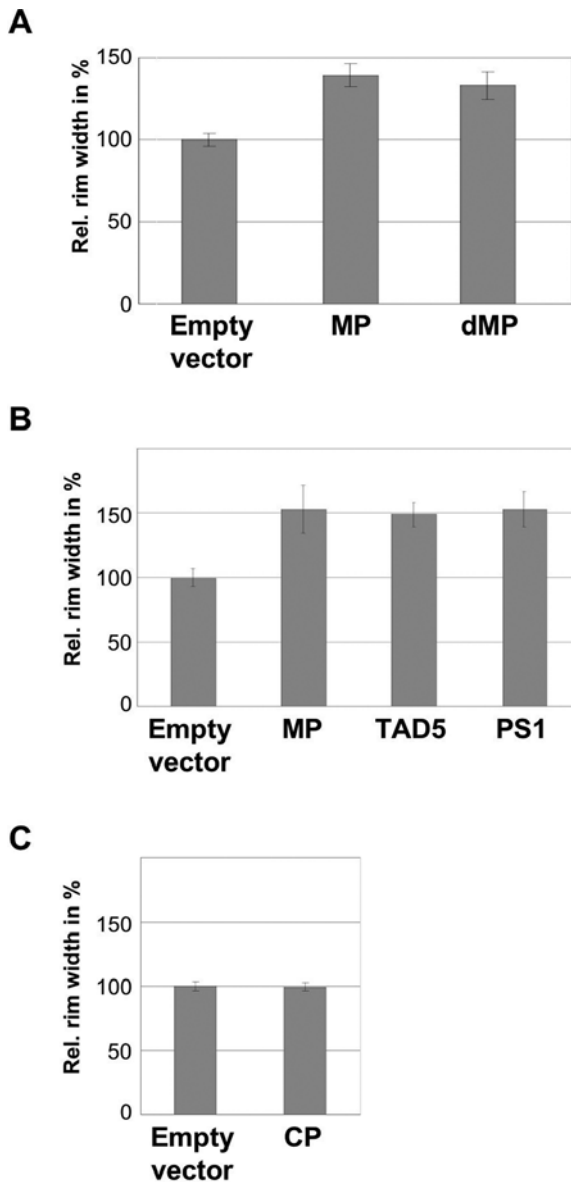 A
Rel. rim width in %
150
100
50
0
Empty
vector
MP
dMP
B
Rel. rim width in %
150
100
50
0
Empty
vector
MP
TAD5
PS1
C
Rel. rim width in %
150
100
50
0
Empty
vector
CP